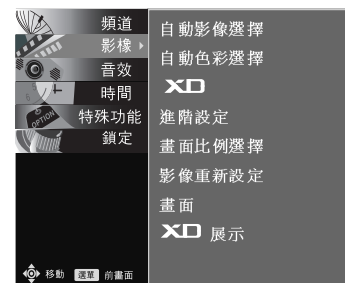 頻道
影橡
音效
時間
特殊功能
OPTION
鎖定
移動 選單 前畫面
自動影像選擇
自動色彩選擇
XD
進階設定
畫面比例選擇
影像重新設定
畫面
XD 展示